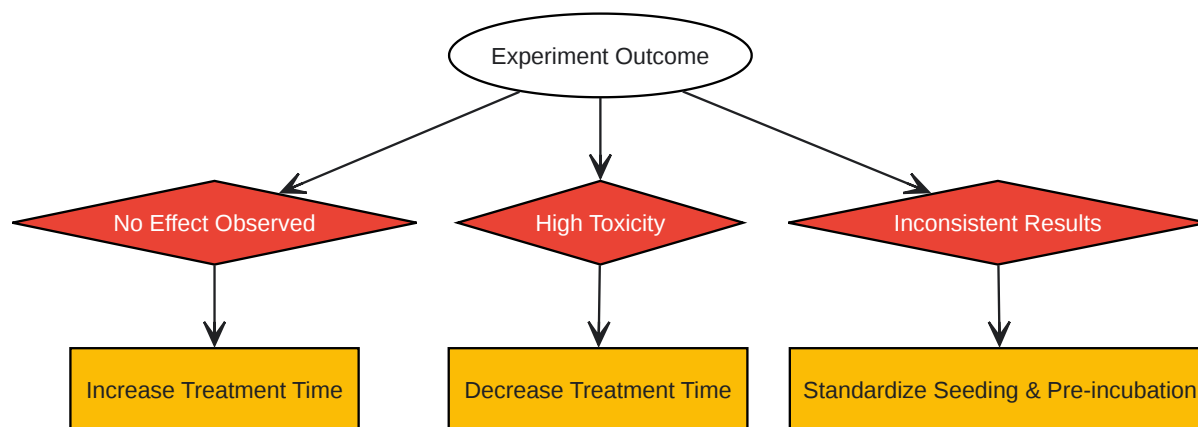 Experiment Outcome
No Effect Observed
High Toxicity
Inconsistent Results
Increase Treatment Time
Decrease Treatment Time
Standardize Seeding & Pre-incubation